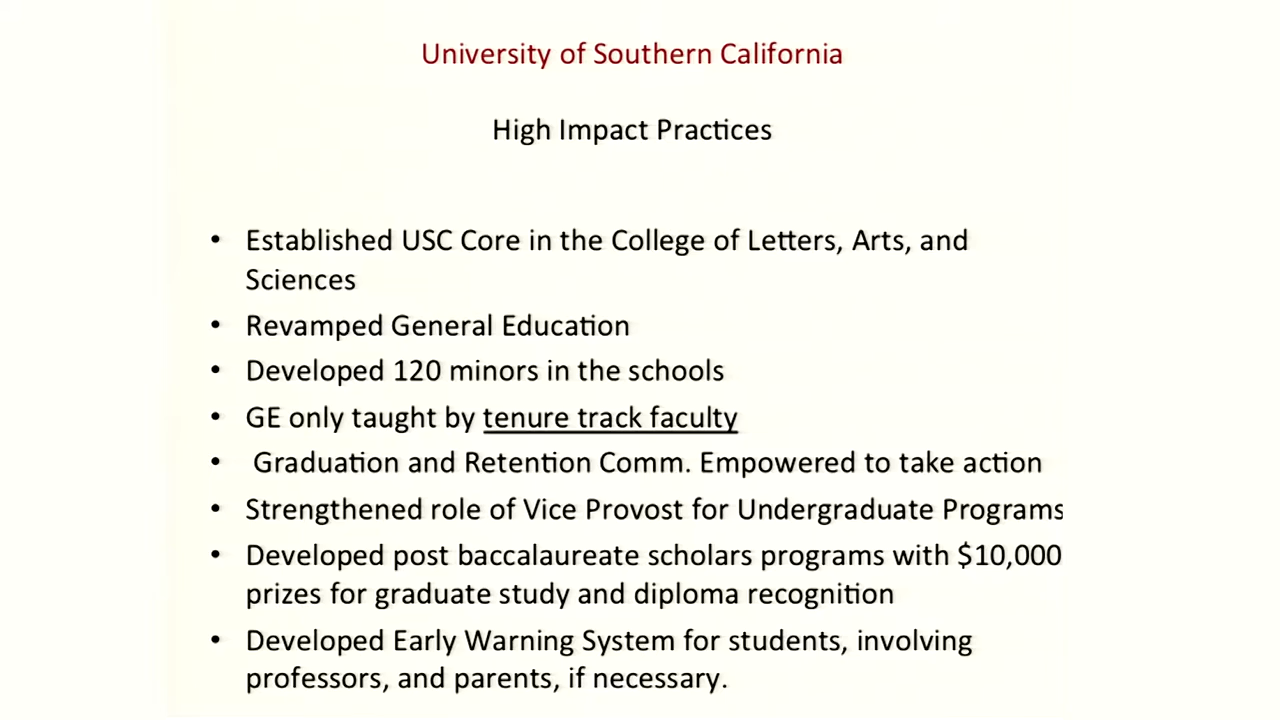 University of Southern California
High Impact Practices
• Established USC Core in the College of Letters, Arts, and
Sciences
• Revamped General Education
• Developed 120 minors in the schools
• GE only taught by tenure track faculty
• Graduation and Retention Comm. Empowered to take action
• Strengthened role of Vice Provost for Undergraduate Programs
• Developed post baccalaureate scholars programs with $10,000
prizes for graduate study and diploma recognition
• Developed Early Warning System for students, involving
professors, and parents, if necessary.